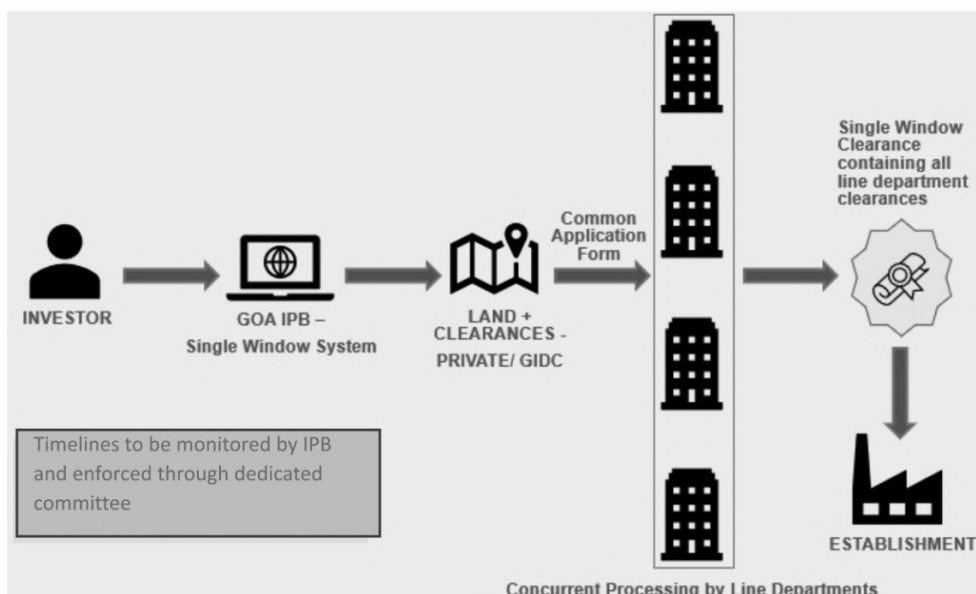 INVESTOR
GOA IPB –
Single Window System
LAND +
CLEARANCES -
PRIVATE/ GIDC
Common
Application
Form
Single Window
Clearance
containing all
line department
clearances
ESTABLISHMENT
Timelines to be monitored by IPB
and enforced through dedicated
committee
Concurrent Processing by Line Departments